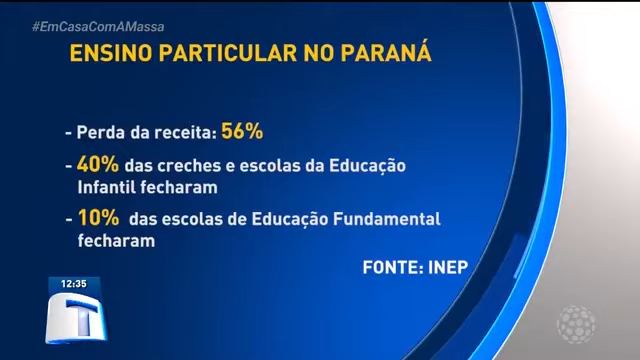 #EmCasaComAMassa
ENSINO PARTICULAR NO PARANÁ
- Perda da receita: 56%
- 40% das creches e escolas da Educação
Infantil fecharam
- 10% das escolas de Educação Fundamental
fecharam
FONTE: INEP
12:35
T